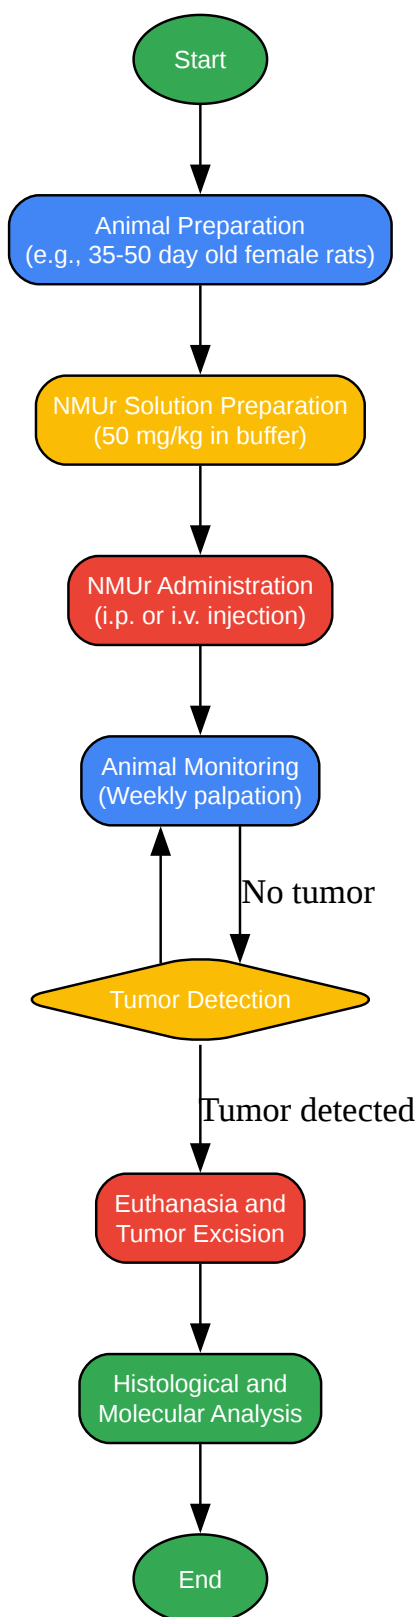 Start
Animal Preparation
(e.g., 35-50 day old female rats)
NMUr Solution Preparation
(50 mg/kg in buffer)
NMUr Administration
(i.p. or i.v. injection)
Animal Monitoring
(Weekly palpation)
No tumor
Tumor Detection
Tumor detected
Euthanasia and
Tumor Excision
Histological and
Molecular Analysis
End